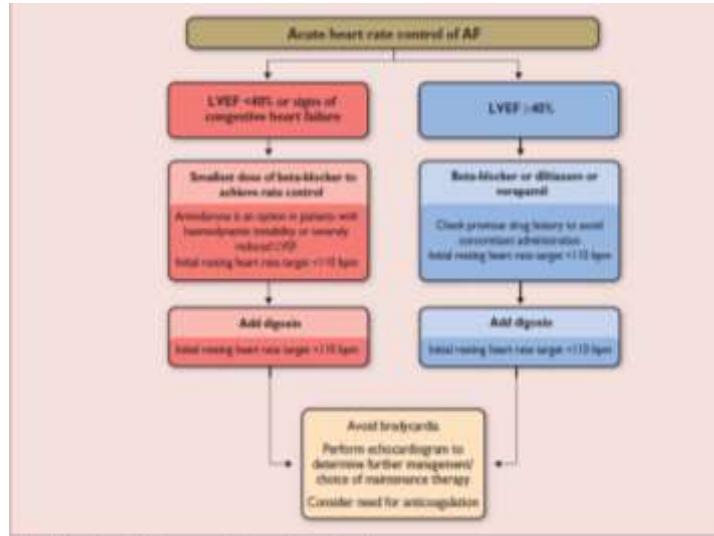 Acute heart rate control of AF
LVEF <40% or signs of
congestive heart failure
LVEF ≥40%
Smallest dose of beta-blocker to
achieve rate control
Amiodarone is an option in patients with
haemodynamic instability or severely
reduced LVEF
Initial resting heart rate target <110 bpm
Beta-blocker or diltiazem or
verapamil
Check previous drug history to avoid
concomitant administration
Initial resting heart rate target <110 bpm
Add digoxin
Initial resting heart rate target <110 bpm
Add digoxin
Initial resting heart rate target <110 bpm
Avoid bradycardia
Perform echocardiogram to
determine further management/
choice of maintenance therapy
Consider need for anticoagulation